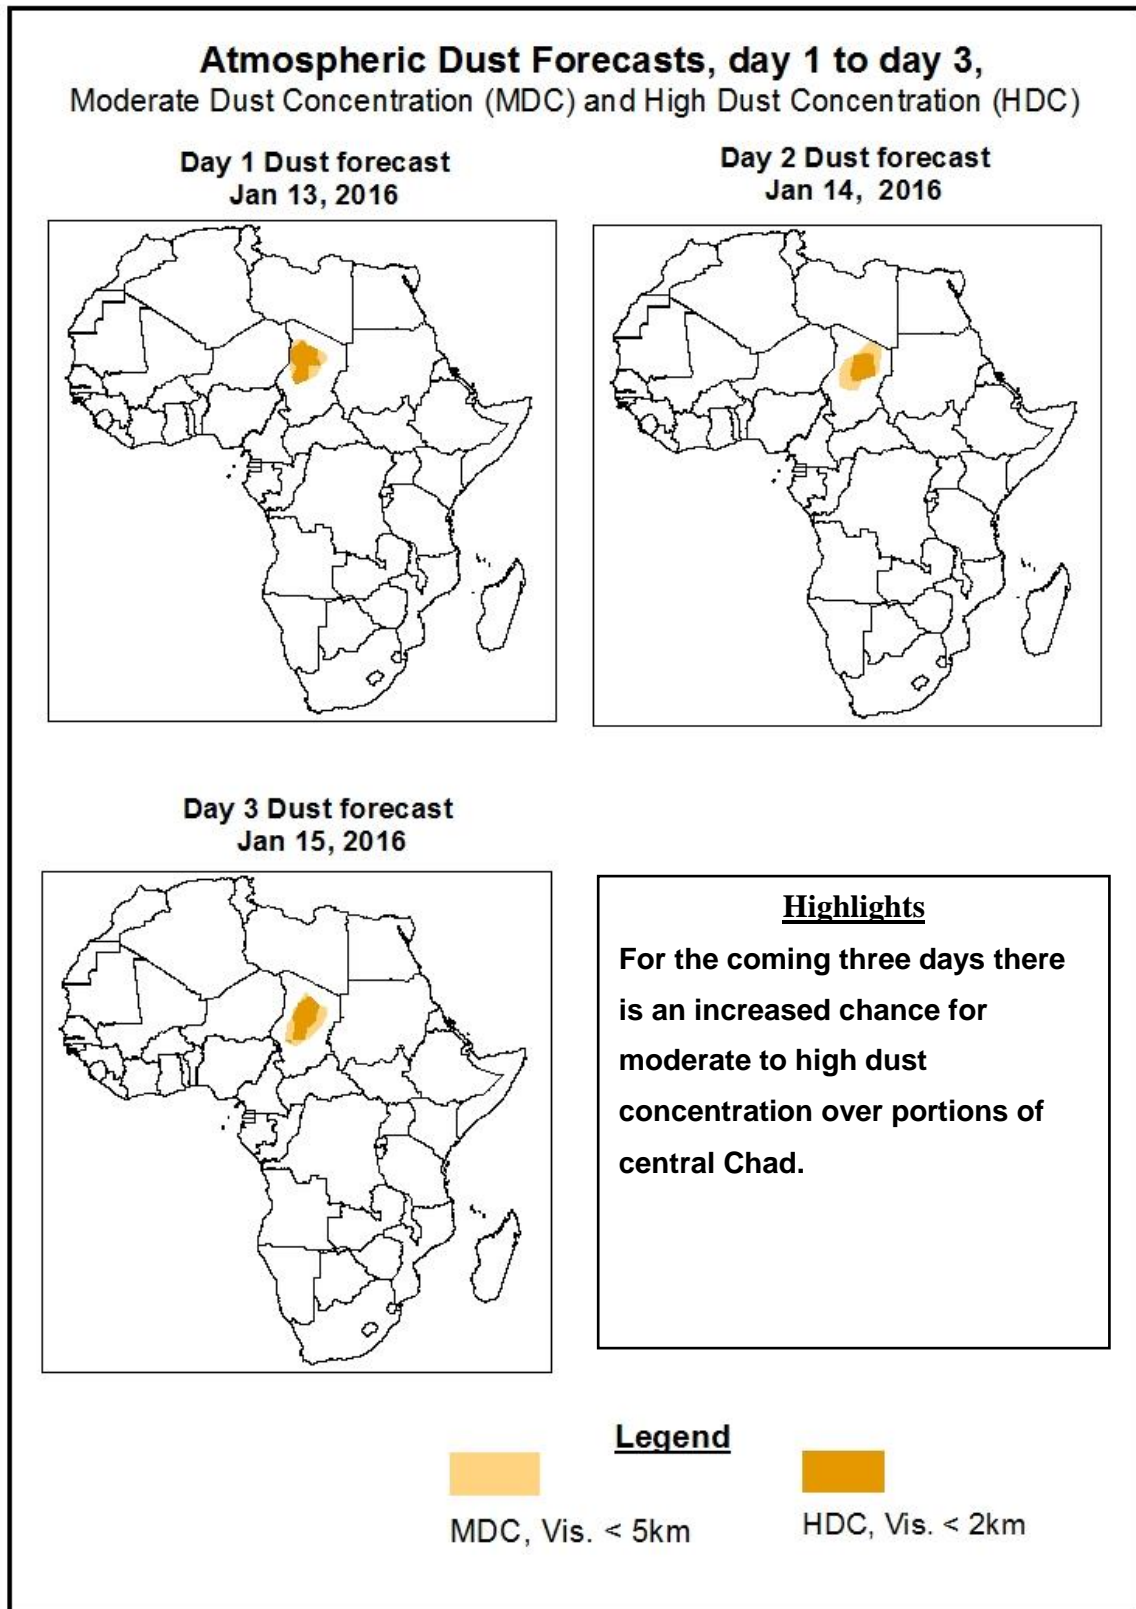 Atmospheric Dust Forecasts, day 1 to day 3,
Moderate Dust Concentration (MDC) and High Dust Concentration (HDC)
Day 1 Dust forecast
Jan 13, 2016
Day 2 Dust forecast
Jan 14, 2016
Day 3 Dust forecast
Jan 15, 2016
Highlights
For the coming three days there
is an increased chance for
moderate to high dust
concentration over portions of
central Chad.
Legend
MDC, Vis. < 5km
HDC, Vis. < 2km